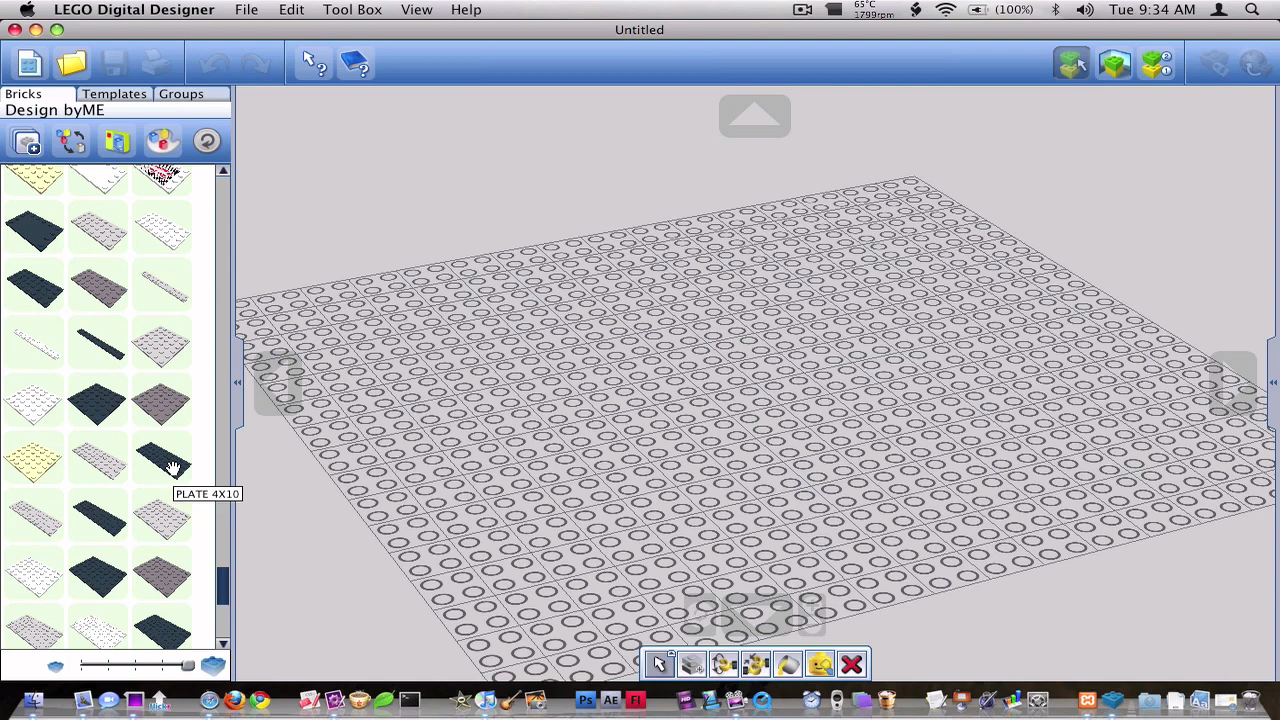 LEGO Digital Designer File Edit Tool Box View Help 65°C 1799rpm (100%) Tue 9:34 AM
Untitled
Bricks Templates Groups
Design byME
PLATE 4X10
Ps Ae Fl